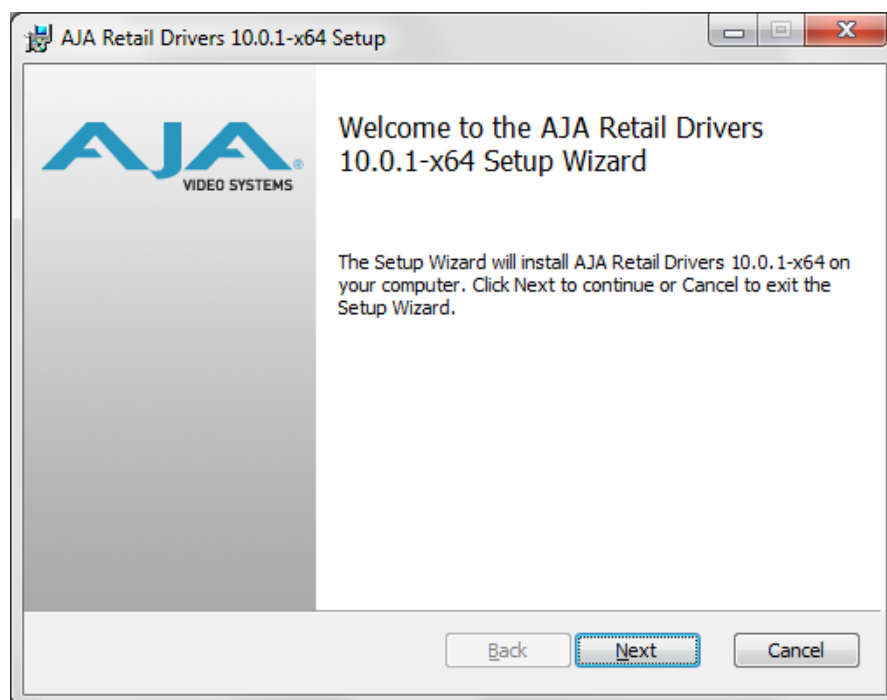 AJA Retail Drivers 10.0.1-x64 Setup
AJA®
VIDEO SYSTEMS
Welcome to the AJA Retail Drivers
10.0.1-x64 Setup Wizard
The Setup Wizard will install AJA Retail Drivers 10.0.1-x64 on
your computer. Click Next to continue or Cancel to exit the
Setup Wizard.
Back
Next
Cancel